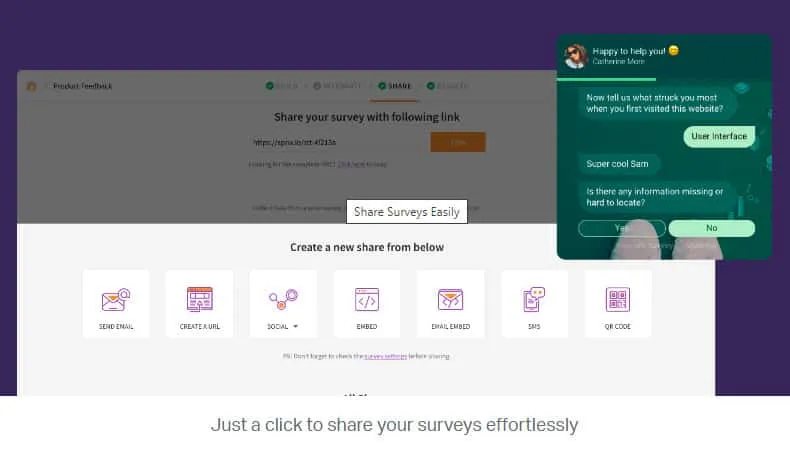 Product Feedback
BUILD
INTEGRATE
SHARE
RESULTS
Share your survey with following link
https://sprw.io/stt-4f213a
Create a new share from below
SEND EMAIL
CREATE A URL
SOCIAL
EMBED
EMAIL EMBED
SMS
QR CODE
PS: Don't forget to check the survey settings before sharing.
Share Surveys Easily
Happy to help you! 😊
Catherine More
Now tell us what struck you most
when you first visited this website?
User Interface
Super cool Sam
Is there any information missing or
hard to locate?
Yes
No
Just a click to share your surveys effortlessly